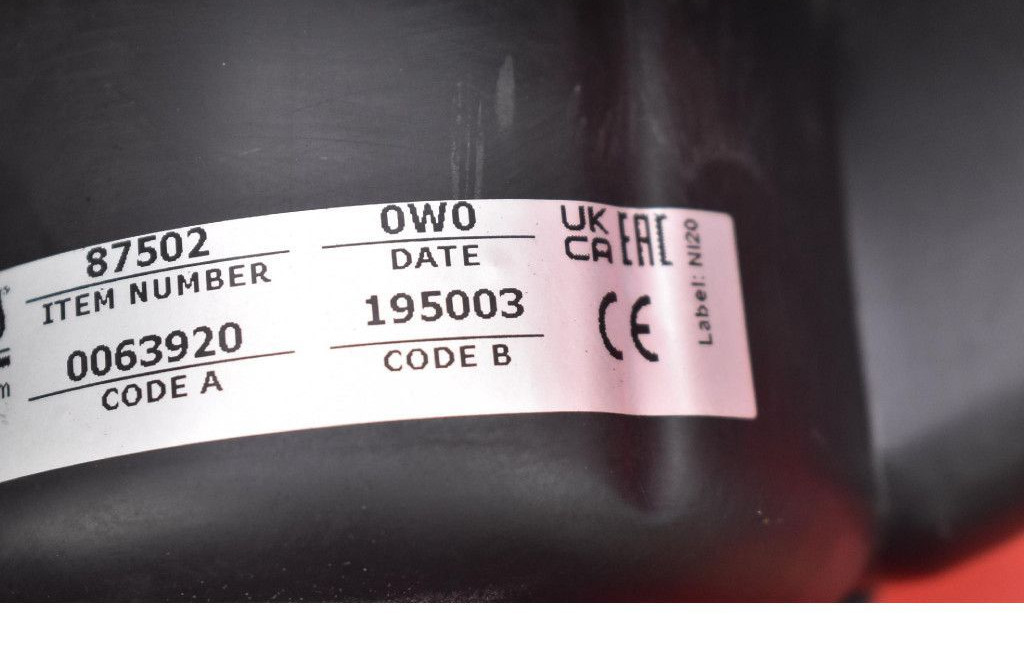 87502
ITEM NUMBER
0W0
DATE
0063920
CODE A
195003
CODE B
UK
CA
EAC
CE
Label: NI20
m